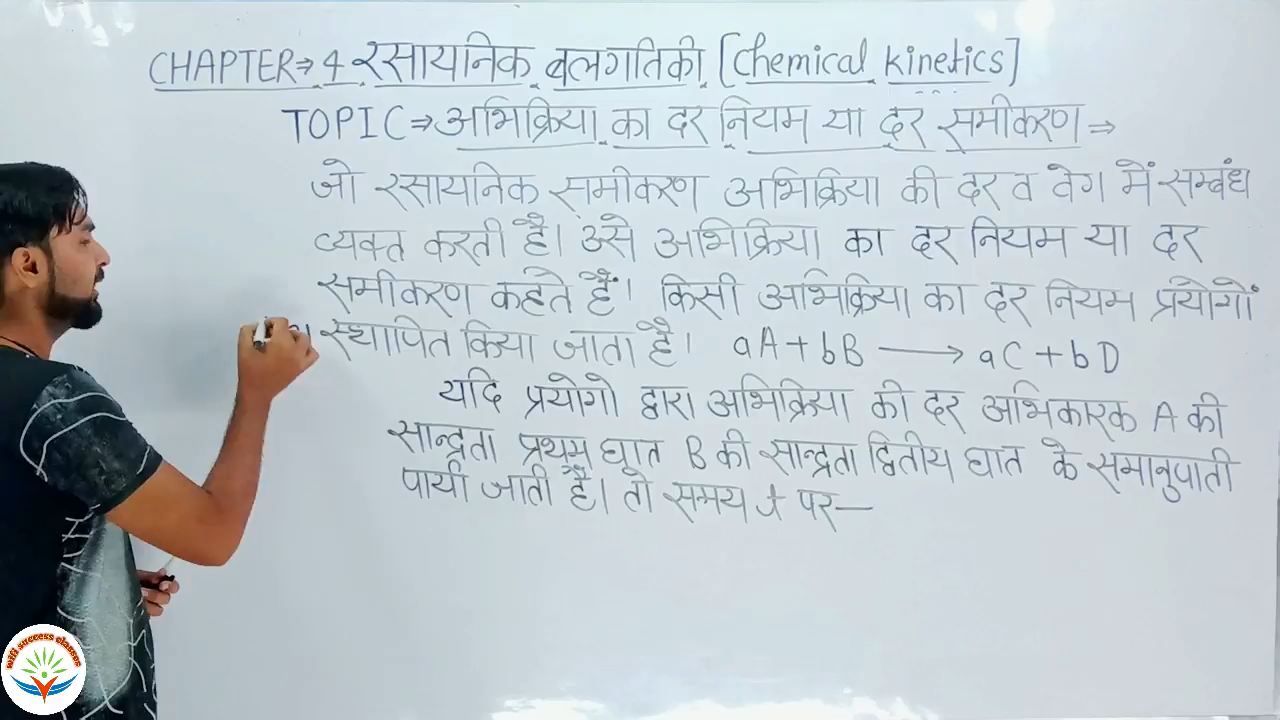 CHAPTER⇒ 4 रसायनिक बलगतिकी [Chemical kinetics]
TOPIC⇒ अभिक्रिया का दर नियम या दर समीकरण ⇒
जो रसायनिक समीकरण अभिक्रिया की दर व वेग में सम्बंध
व्यक्त करती है। उसे अभिक्रिया का दर नियम या दर
समीकरण कहते हैं। किसी अभिक्रिया का दर नियम प्रयोगों
स्थापित किया जाता है। aA + bB ⟶ aC + bD
यदि प्रयोगो द्वारा अभिक्रिया की दर अभिकारक A की
सान्द्रता प्रथम घात B की सान्द्रता द्वितीय घात के समानुपाती
पायी जाती है। तो समय t पर—
success classes